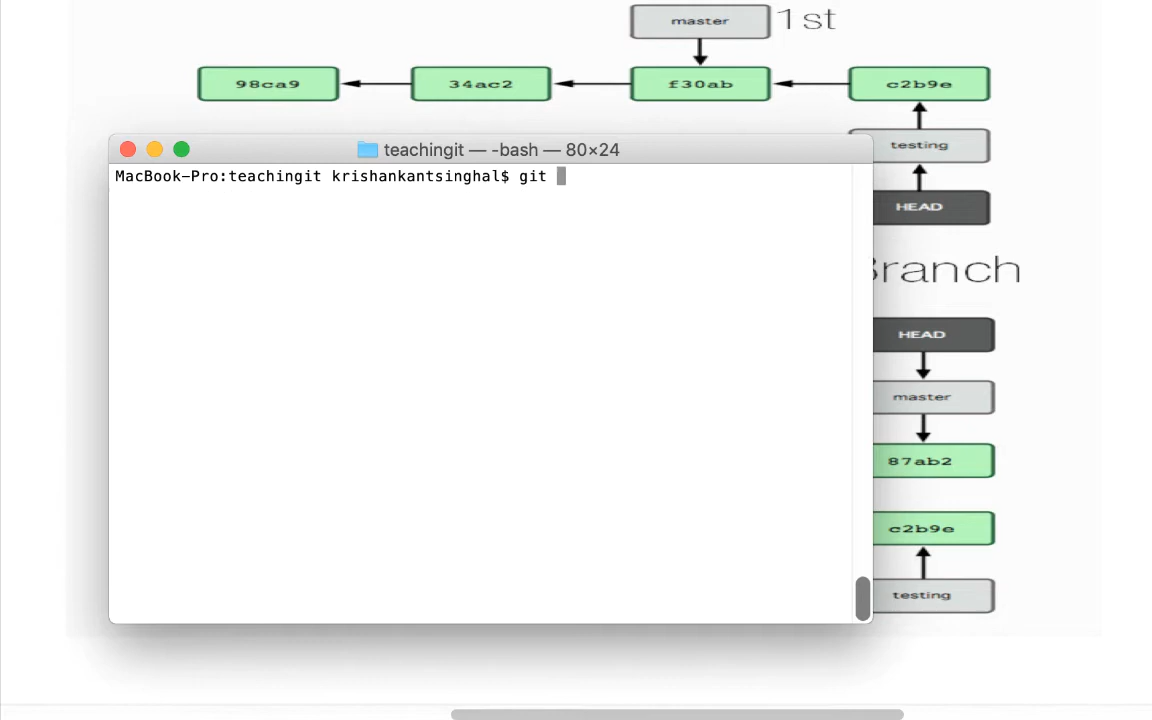 master 1st
98ca9 34ac2 f30ab c2b9e
testing
teachingit — -bash — 80×24
MacBook-Pro:teachingit krishankantsinghal$ git
HEAD
Branch
HEAD
master
87ab2
c2b9e
testing